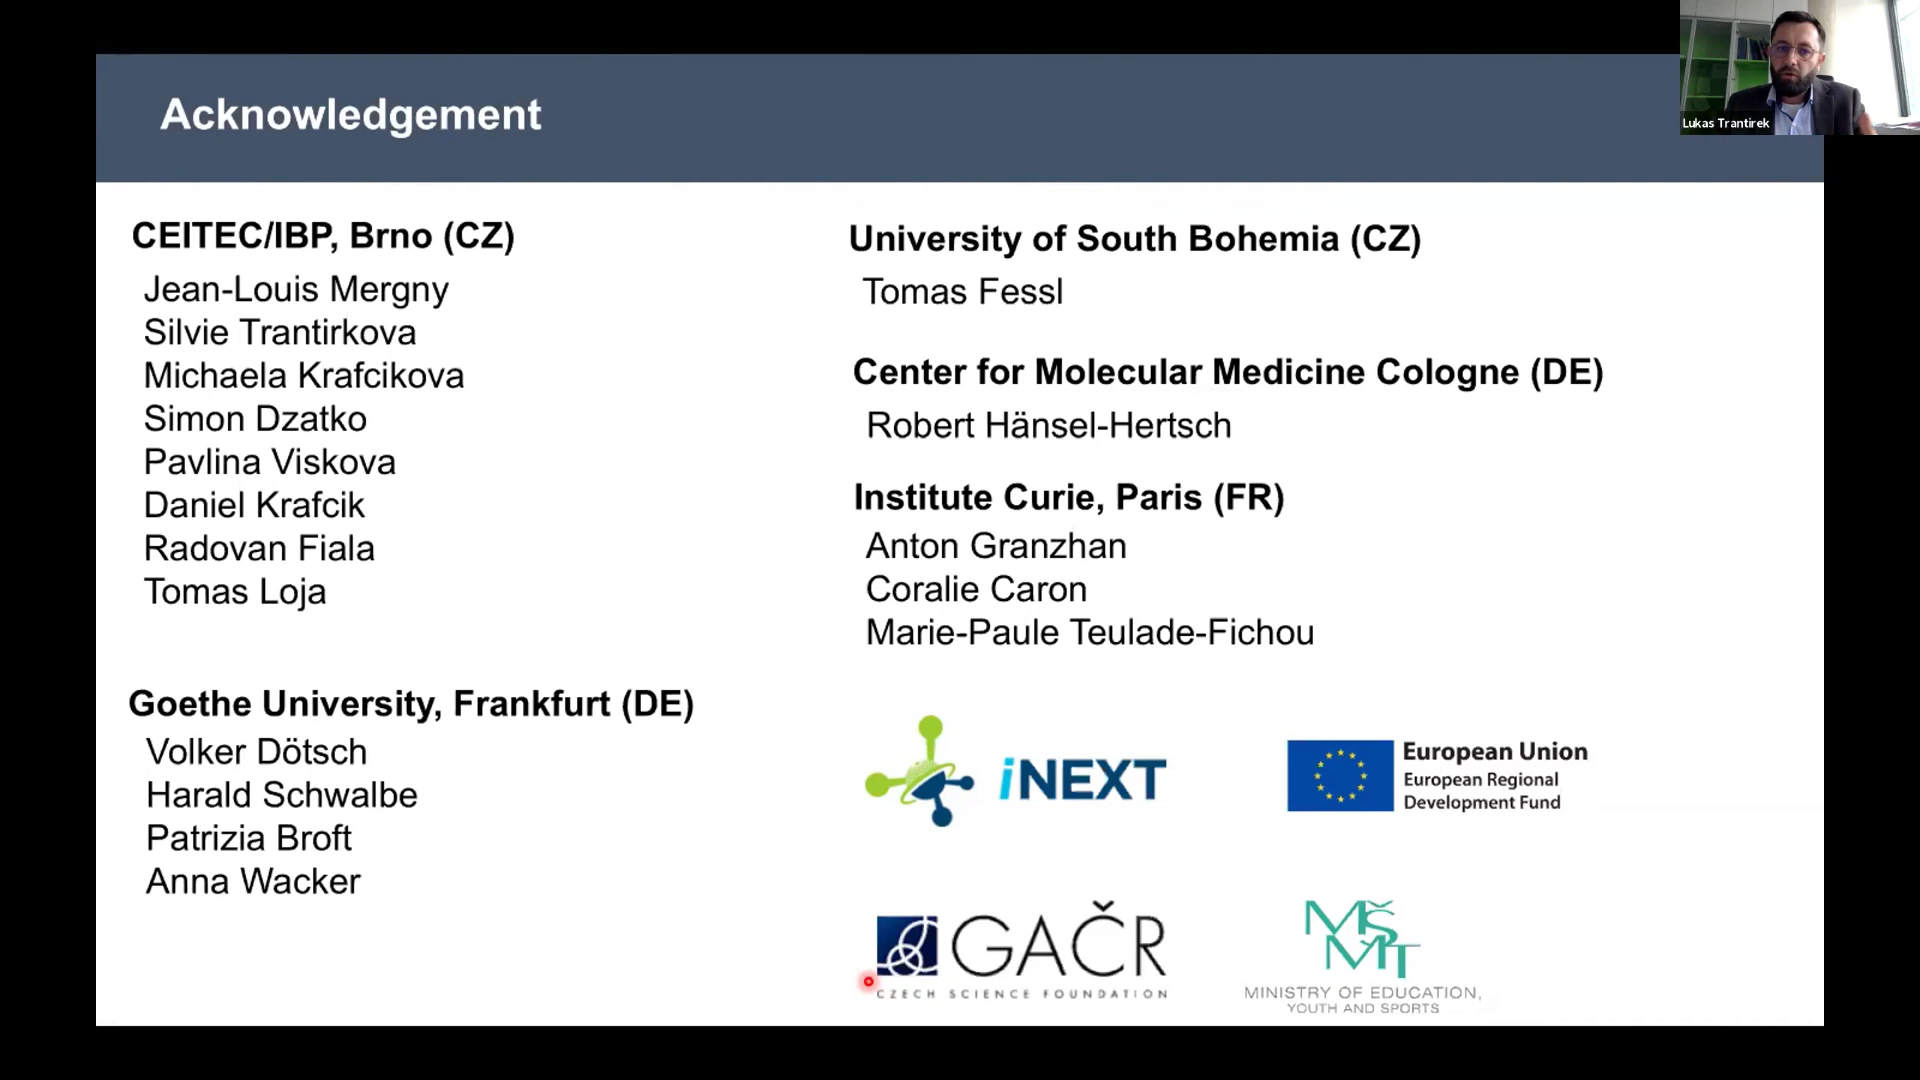 Acknowledgement
Lukas Trantirek
CEITEC/IBP, Brno (CZ)
Jean-Louis Mergny
Silvie Trantirkova
Michaela Krafcikova
Simon Dzatko
Pavlina Viskova
Daniel Krafcik
Radovan Fiala
Tomas Loja
Goethe University, Frankfurt (DE)
Volker Dötsch
Harald Schwalbe
Patrizia Broft
Anna Wacker
University of South Bohemia (CZ)
Tomas Fessl
Center for Molecular Medicine Cologne (DE)
Robert Hänsel-Hertsch
Institute Curie, Paris (FR)
Anton Granzhan
Coralie Caron
Marie-Paule Teulade-Fichou
iNEXT
European Union
European Regional
Development Fund
GAČR
CZECH SCIENCE FOUNDATION
MŠMT
MINISTRY OF EDUCATION,
YOUTH AND SPORTS